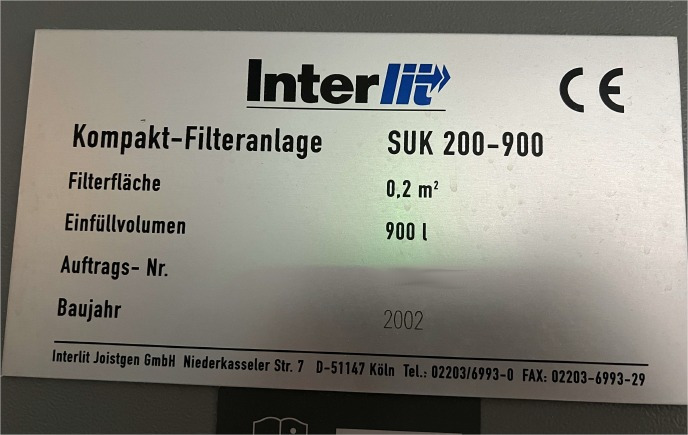 Interlit
CE
Kompakt-Filteranlage SUK 200-900
Filterfläche 0,2 m²
Einfüllvolumen 900 l
Auftrags- Nr.
Baujahr 2002
Interlit Joistgen GmbH Niederkasseler Str. 7 D-51147 Köln Tel.: 02203/6993-0 FAX: 02203-6993-29